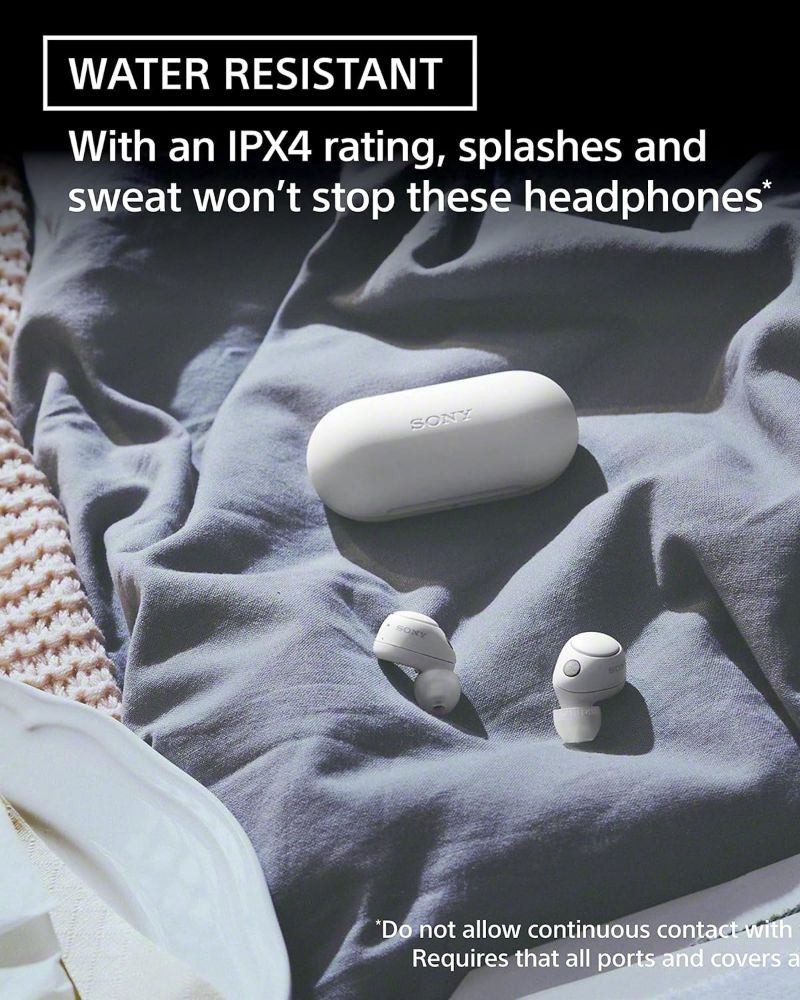 WATER RESISTANT
With an IPX4 rating, splashes and
sweat won't stop these headphones*
SONY
SONY
*Do not allow continuous contact with
Requires that all ports and covers a